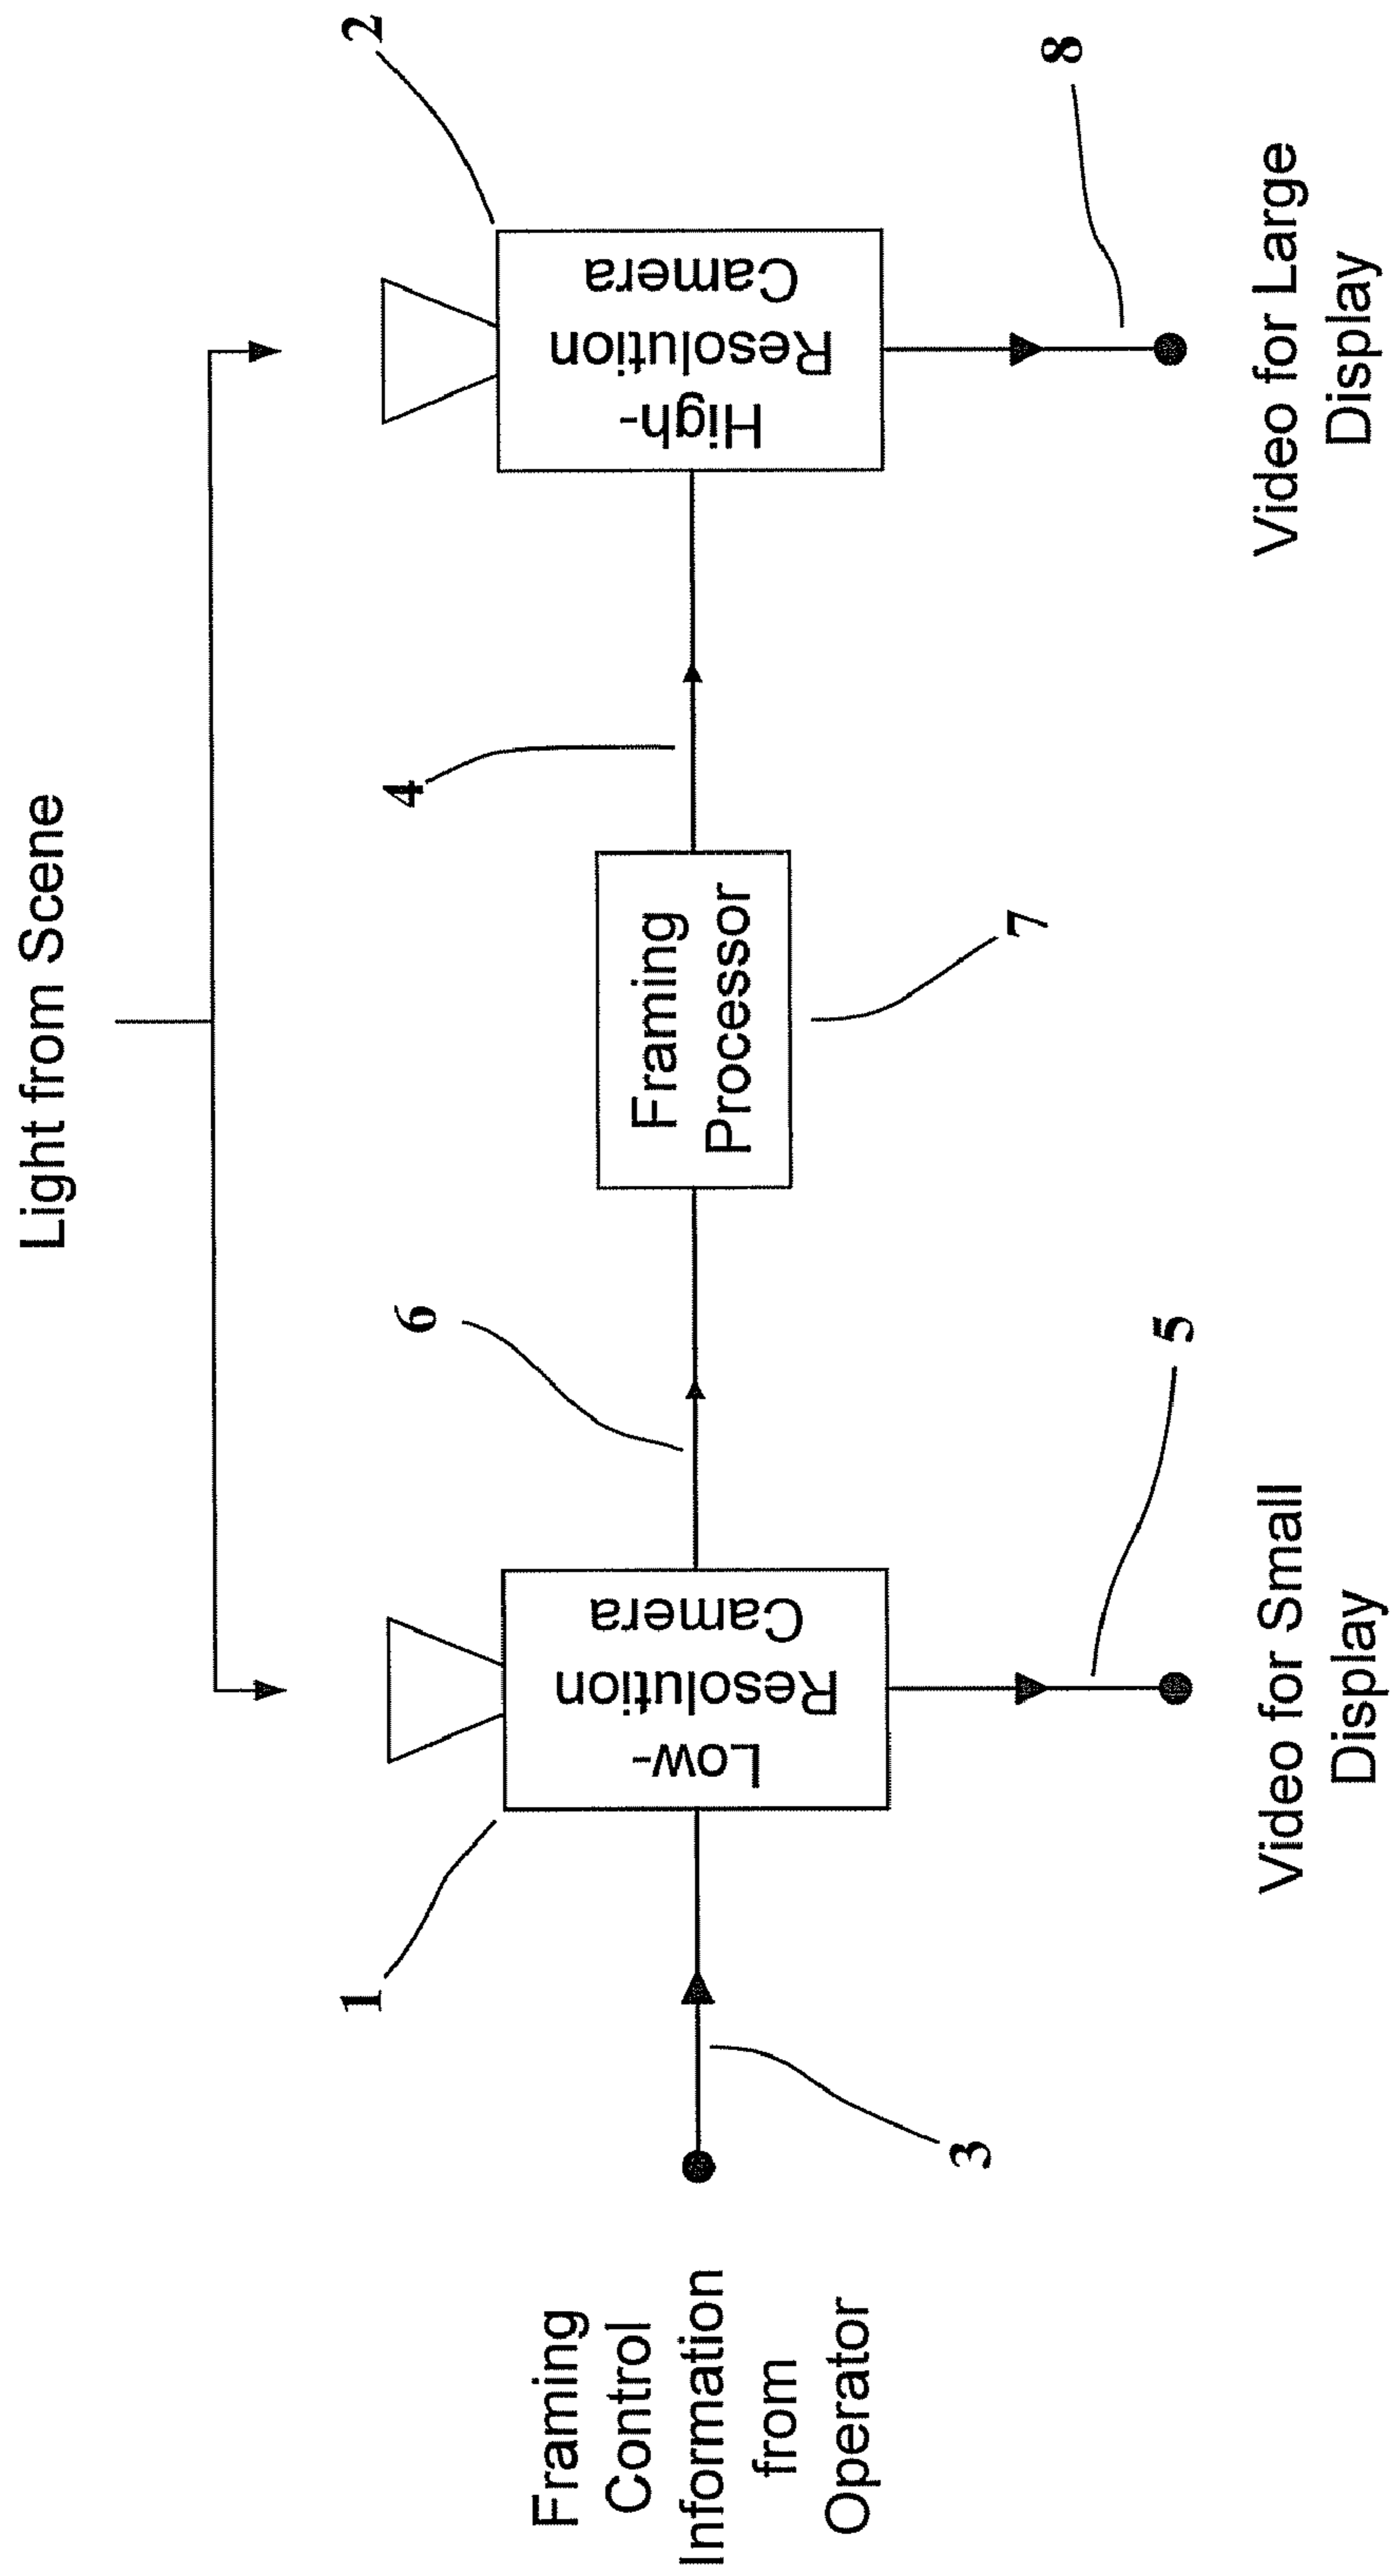 Light from Scene
1
Low-
Resolution
Camera
6
4
2
High-
Resolution
Camera
Framing
Control
Information
from
Operator
3
Framing
Processor
7
5
8
Video for Small
Display
Video for Large
Display